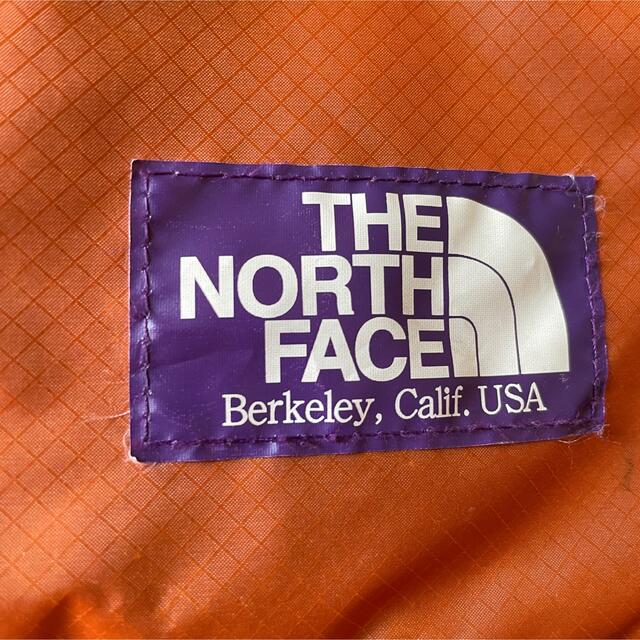 THE
NORTH
FACE
Berkeley, Calif. USA